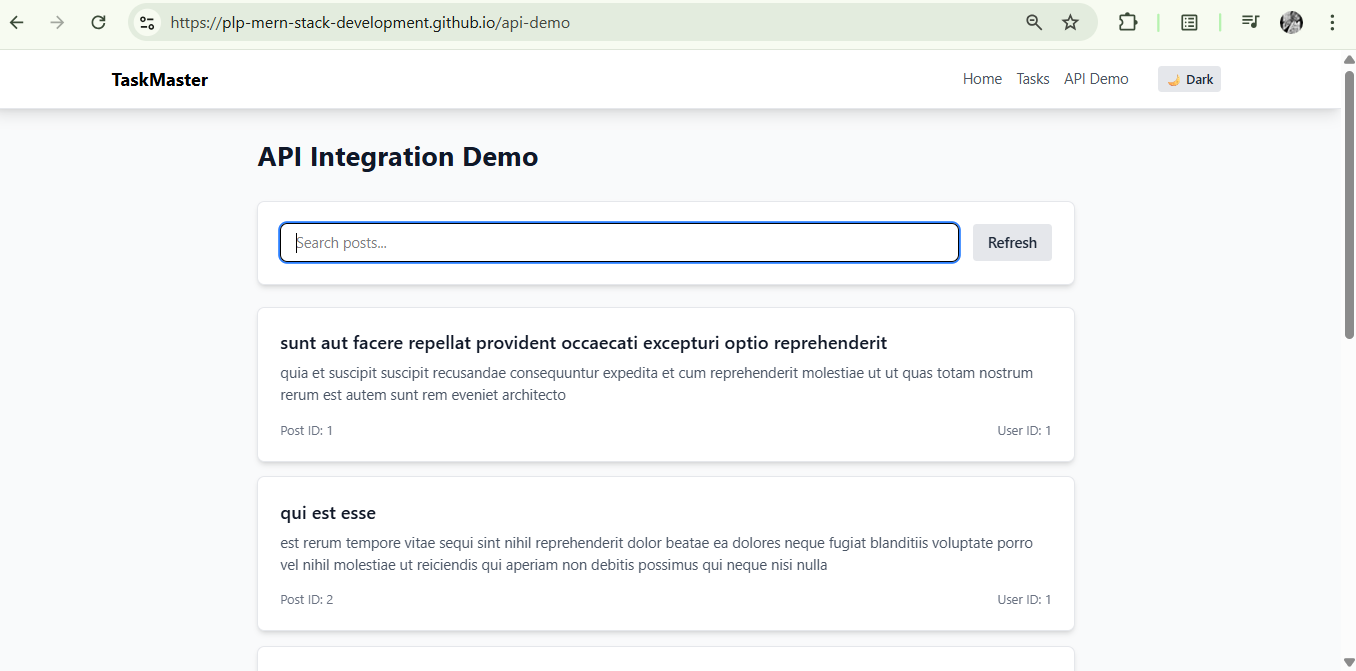 https://plp-mern-stack-development.github.io/api-demo
TaskMaster
Home Tasks API Demo 🌙 Dark
API Integration Demo
Search posts...
Refresh
sunt aut facere repellat provident occaecati excepturi optio reprehenderit
quia et suscipit suscipit recusandae consequuntur expedita et cum reprehenderit molestiae ut ut quas totam nostrum
rerum est autem sunt rem eveniet architecto
Post ID: 1 User ID: 1
qui est esse
est rerum tempore vitae sequi sint nihil reprehenderit dolor beatae ea dolores neque fugiat blanditiis voluptate porro
vel nihil molestiae ut reiciendis qui aperiam non debitis possimus qui neque nisi nulla
Post ID: 2 User ID: 1